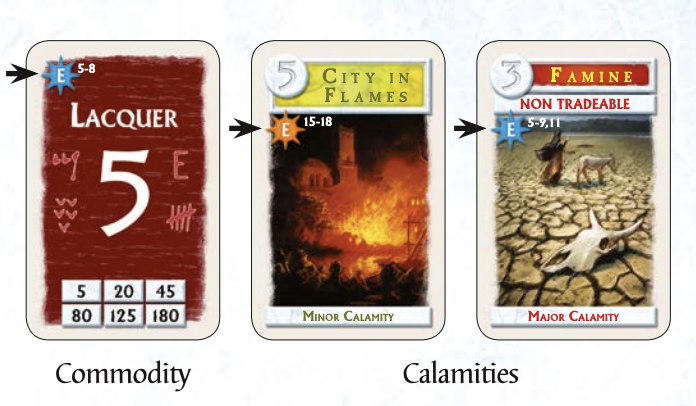 E 5-8
LACQUER
5
E
5 20 45
80 125 180
5 CITY IN
FLAMES
E 15-18
MINOR CALAMITY
3 FAMINE
NON TRADEABLE
E 5-9,11
MAJOR CALAMITY
Commodity
Calamities